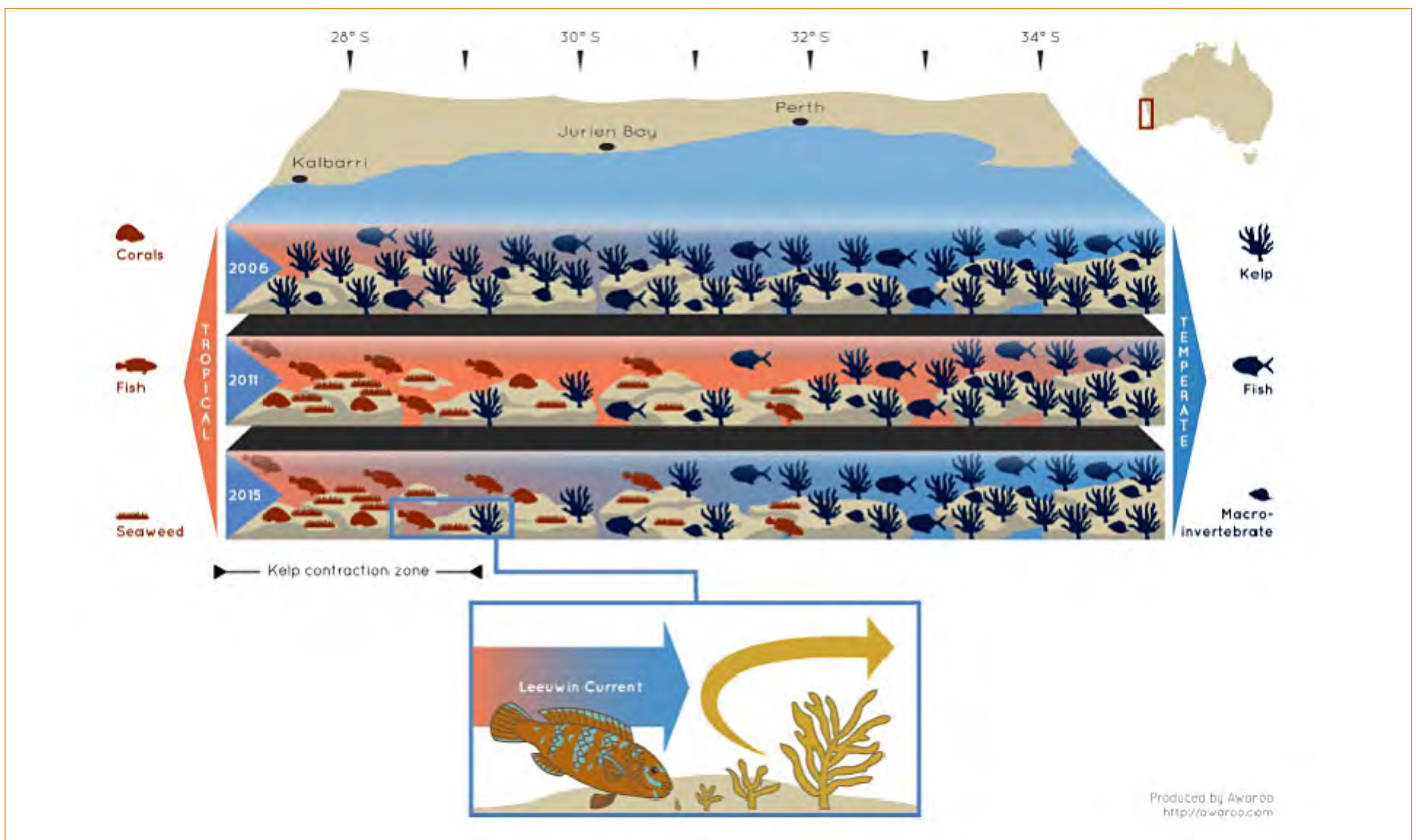 28° S
30° S
32° S
34° S
Perth
Jurien Bay
Kalbarri
Corals
Fish
Seaweed
TROPICAL
2006
2011
2015
TEMPERATE
Kelp
Fish
Macro-
invertebrate
Kelp contraction zone
Leeuwin Current
Produced by Awaroo
http://awaroo.com